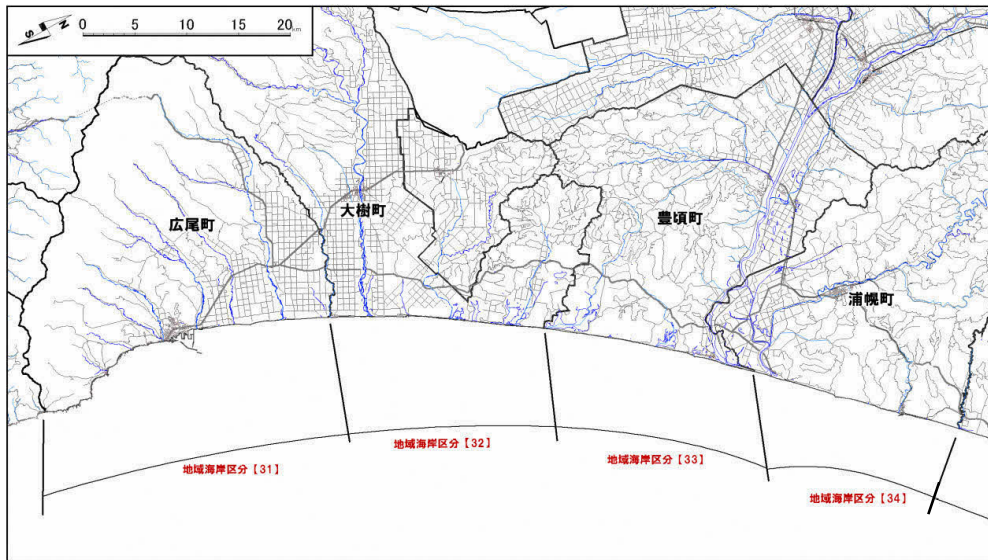 S N 0 5 10 15 20 km
広尾町
大樹町
豊頃町
浦幌町
地域海岸区分【31】
地域海岸区分【32】
地域海岸区分【33】
地域海岸区分【34】